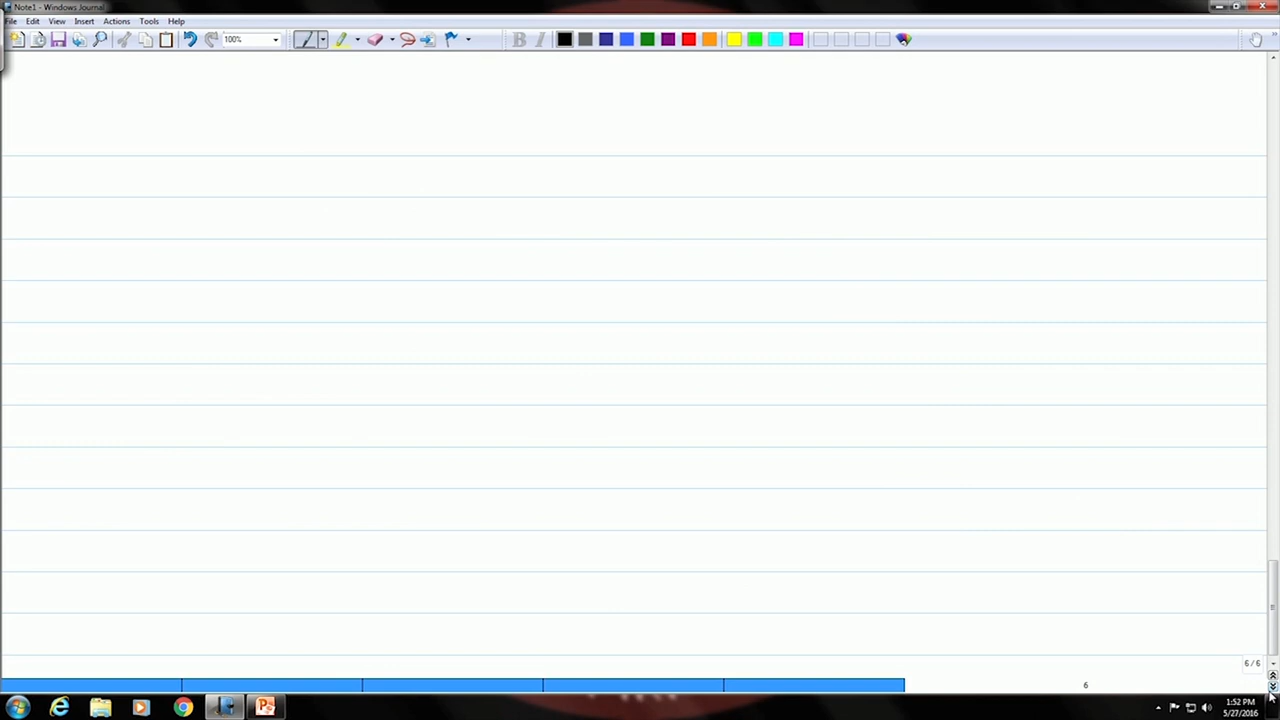 Note1 - Windows Journal
File Edit View Insert Actions Tools Help
100%
B I
6 / 6
6
1:52 PM
5/27/2016